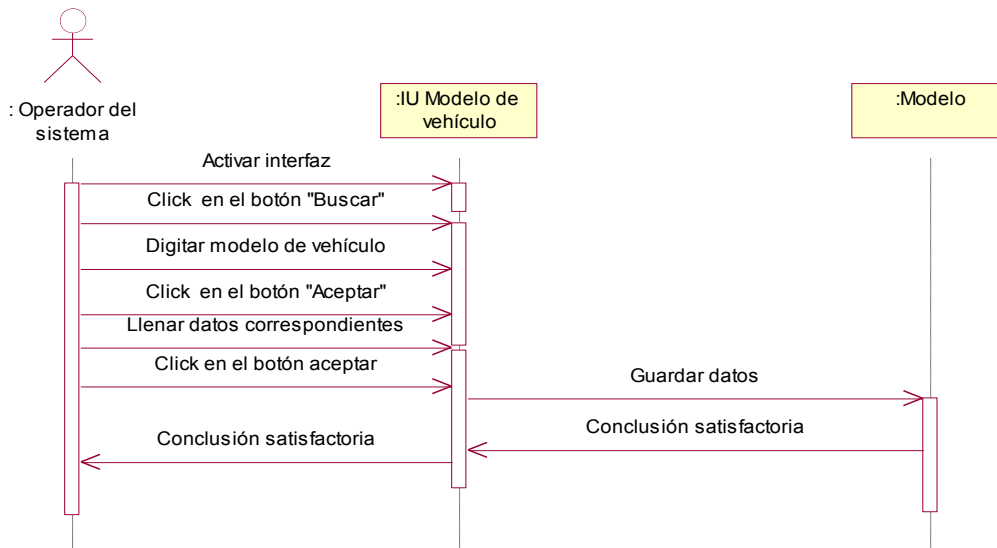 : Operador del
sistema
:IU Modelo de
vehículo
:Modelo
Activar interfaz
Click en el botón "Buscar"
Digitar modelo de vehículo
Click en el botón "Aceptar"
Llenar datos correspondientes
Click en el botón aceptar
Guardar datos
Conclusión satisfactoria
Conclusión satisfactoria